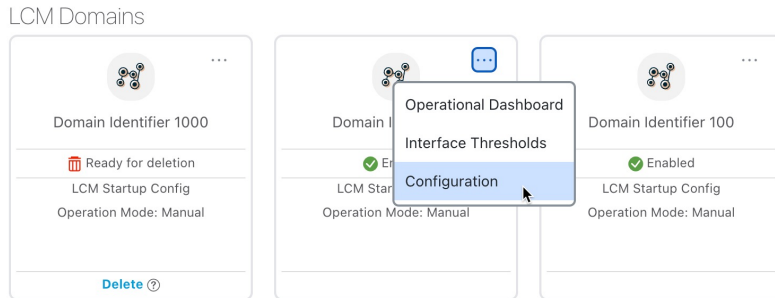 LCM Domains
Domain Identifier 1000
Ready for deletion
LCM Startup Config
Operation Mode: Manual
Delete
Domain I
LCM Star
Operation Mode: Manual
Operational Dashboard
Interface Thresholds
Configuration
Domain Identifier 100
Enabled
LCM Startup Config
Operation Mode: Manual